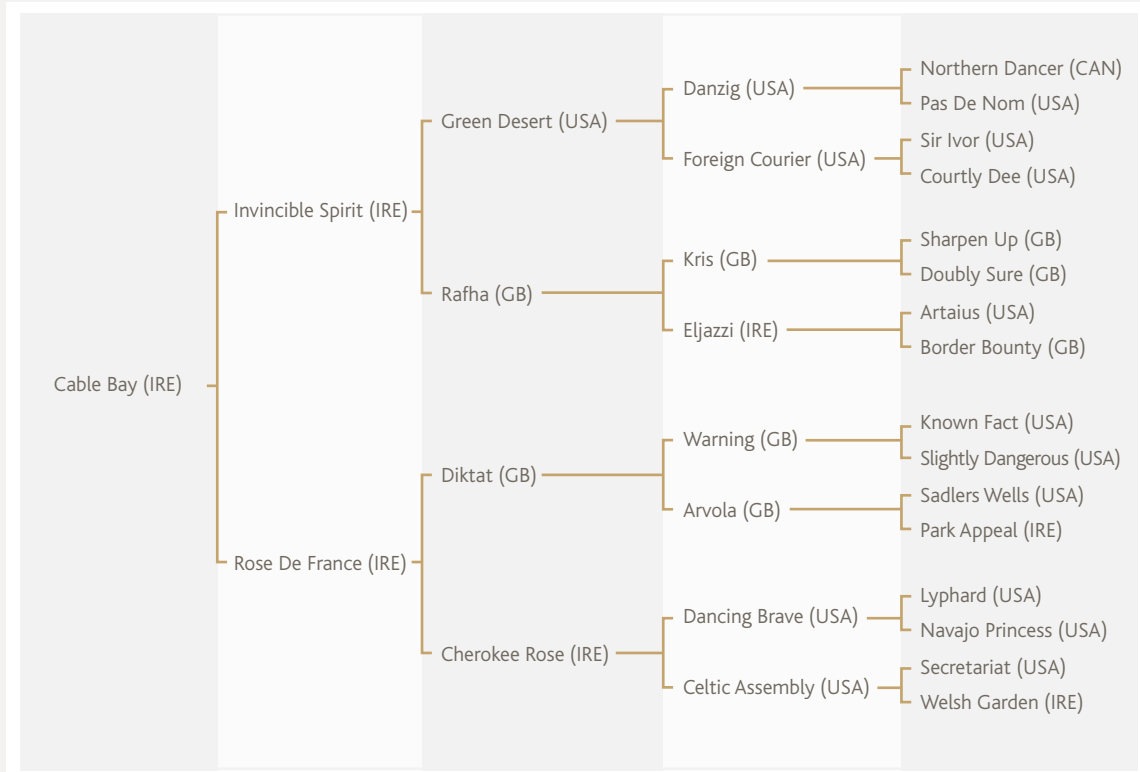 Northern Dancer (CAN)
Danzig (USA)
Pas De Nom (USA)
Green Desert (USA)
Sir Ivor (USA)
Foreign Courier (USA)
Courtly Dee (USA)
Invincible Spirit (IRE)
Sharpen Up (GB)
Kris (GB)
Doubly Sure (GB)
Rafha (GB)
Artaius (USA)
Eljazzi (IRE)
Border Bounty (GB)
Cable Bay (IRE)
Known Fact (USA)
Warning (GB)
Slightly Dangerous (USA)
Diktat (GB)
Sadlers Wells (USA)
Arvola (GB)
Park Appeal (IRE)
Rose De France (IRE)
Lyphard (USA)
Dancing Brave (USA)
Navajo Princess (USA)
Cherokee Rose (IRE)
Secretariat (USA)
Celtic Assembly (USA)
Welsh Garden (IRE)